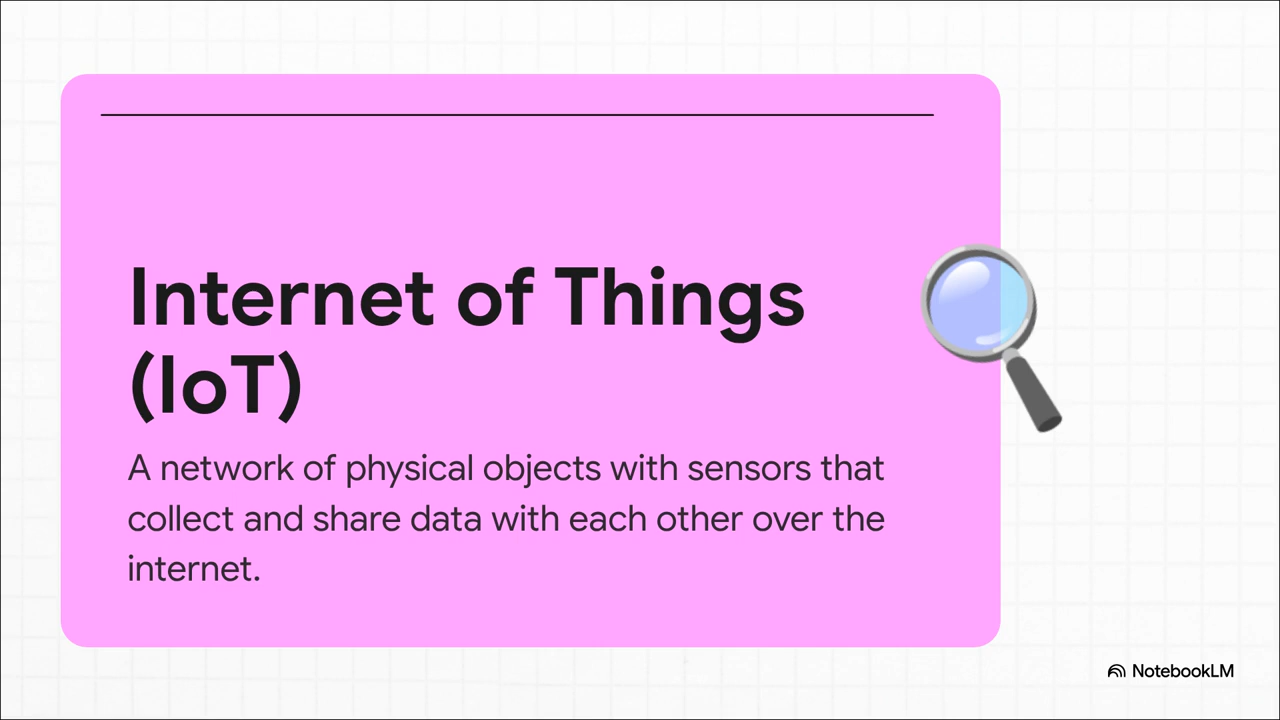 Internet of Things
(IoT)
A network of physical objects with sensors that
collect and share data with each other over the
internet.
NotebookLM